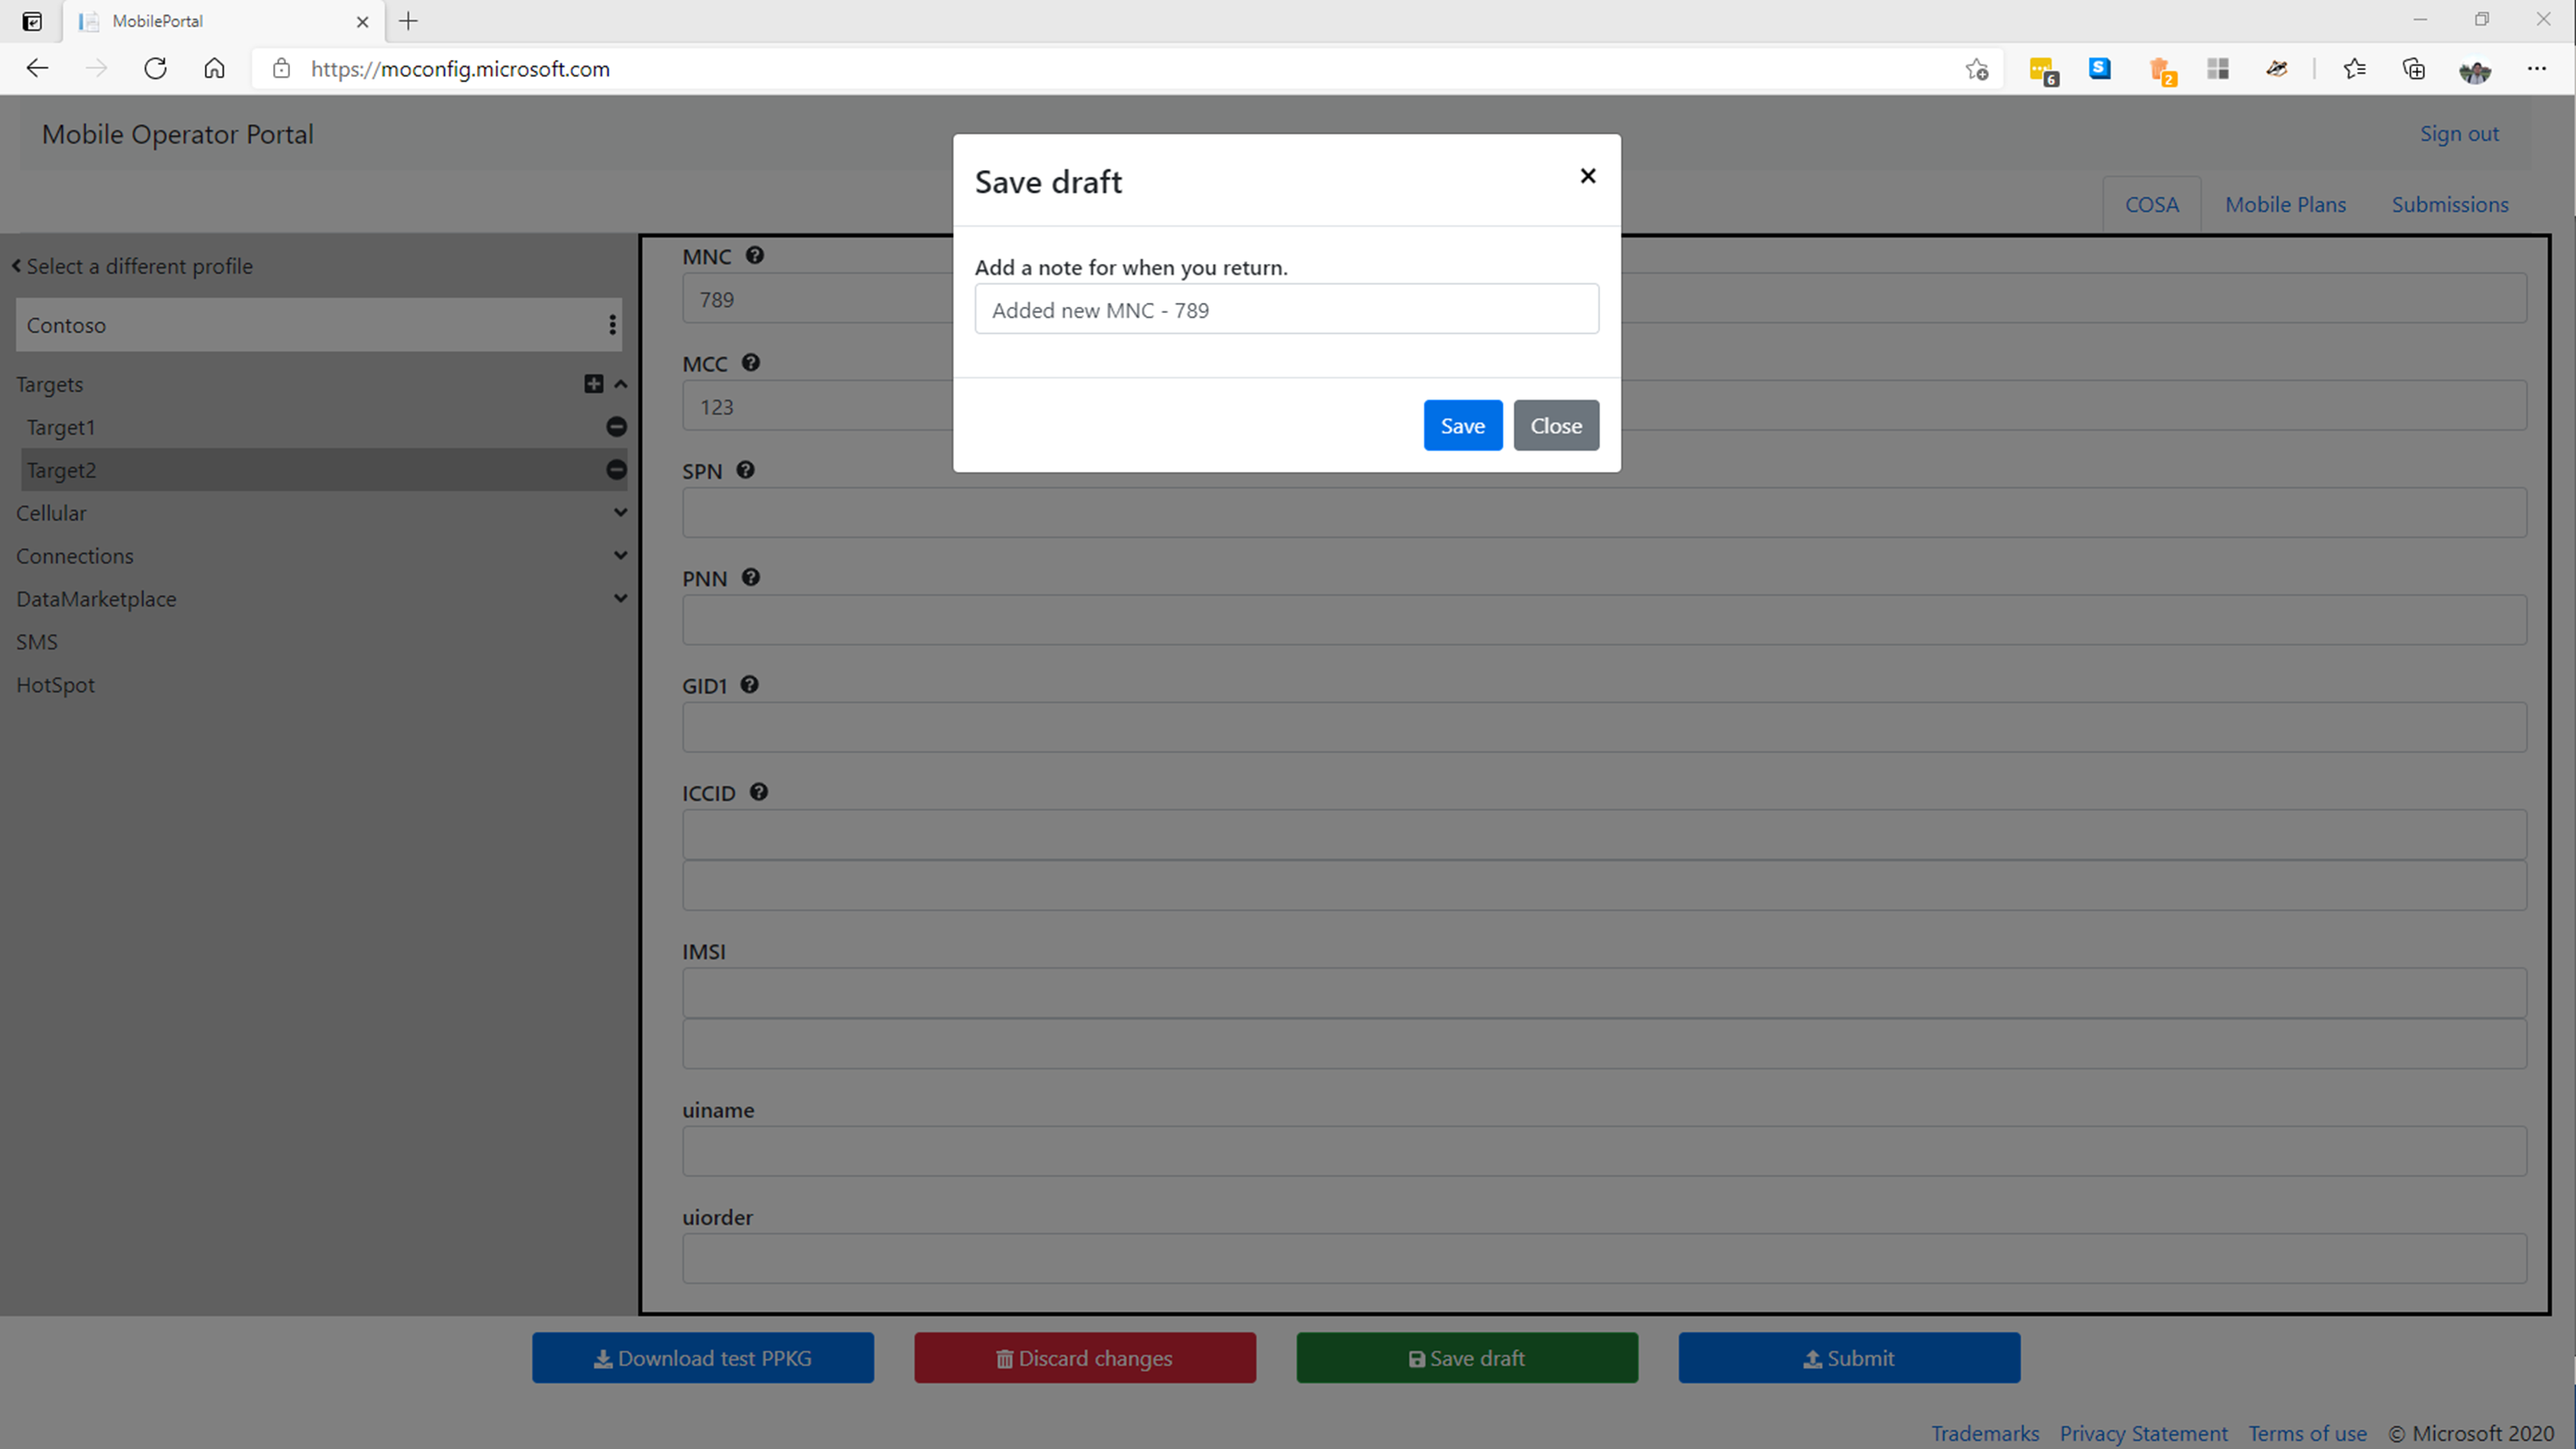 MobilePortal
https://moconfig.microsoft.com
6
S
2
Mobile Operator Portal
Sign out
COSA
Mobile Plans
Submissions
Select a different profile
Contoso
Targets
Target1
Target2
Cellular
Connections
DataMarketplace
SMS
HotSpot
Save draft
Add a note for when you return.
Added new MNC - 789
Save
Close
MNC
789
MCC
123
SPN
PNN
GID1
ICCID
IMSI
uiname
uiorder
Download test PPKG
Discard changes
Save draft
Submit
Trademarks Privacy Statement Terms of use © Microsoft 2020